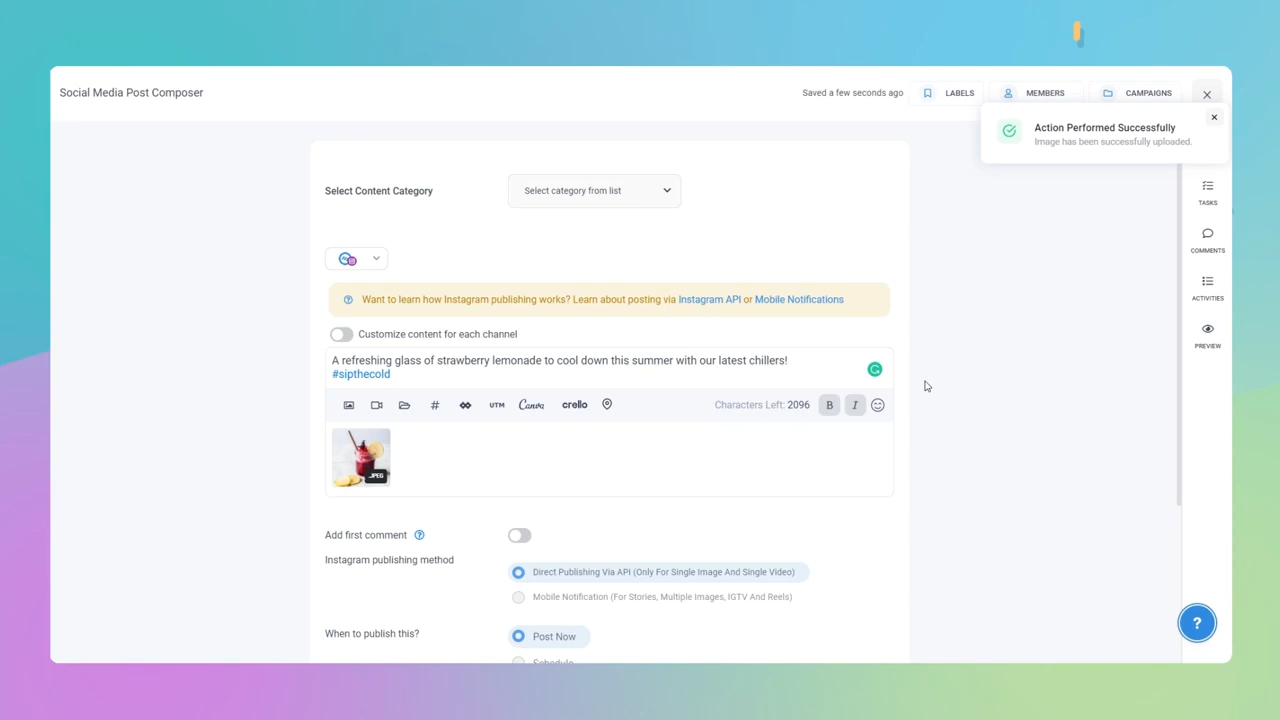 Social Media Post Composer
Saved a few seconds ago
LABELS
MEMBERS
CAMPAIGNS
Action Performed Successfully
Image has been successfully uploaded.
Select Content Category
Select category from list
TASKS
COMMENTS
ACTIVITIES
PREVIEW
Want to learn how Instagram publishing works? Learn about posting via Instagram API or Mobile Notifications
Customize content for each channel
A refreshing glass of strawberry lemonade to cool down this summer with our latest chillers!
#sipthecold
# UTM Canva crello
Characters Left: 2096 B I
JPEG
Add first comment
Instagram publishing method
Direct Publishing Via API (Only For Single Image And Single Video)
Mobile Notification (For Stories, Multiple Images, IGTV And Reels)
When to publish this?
Post Now
Schedule
?